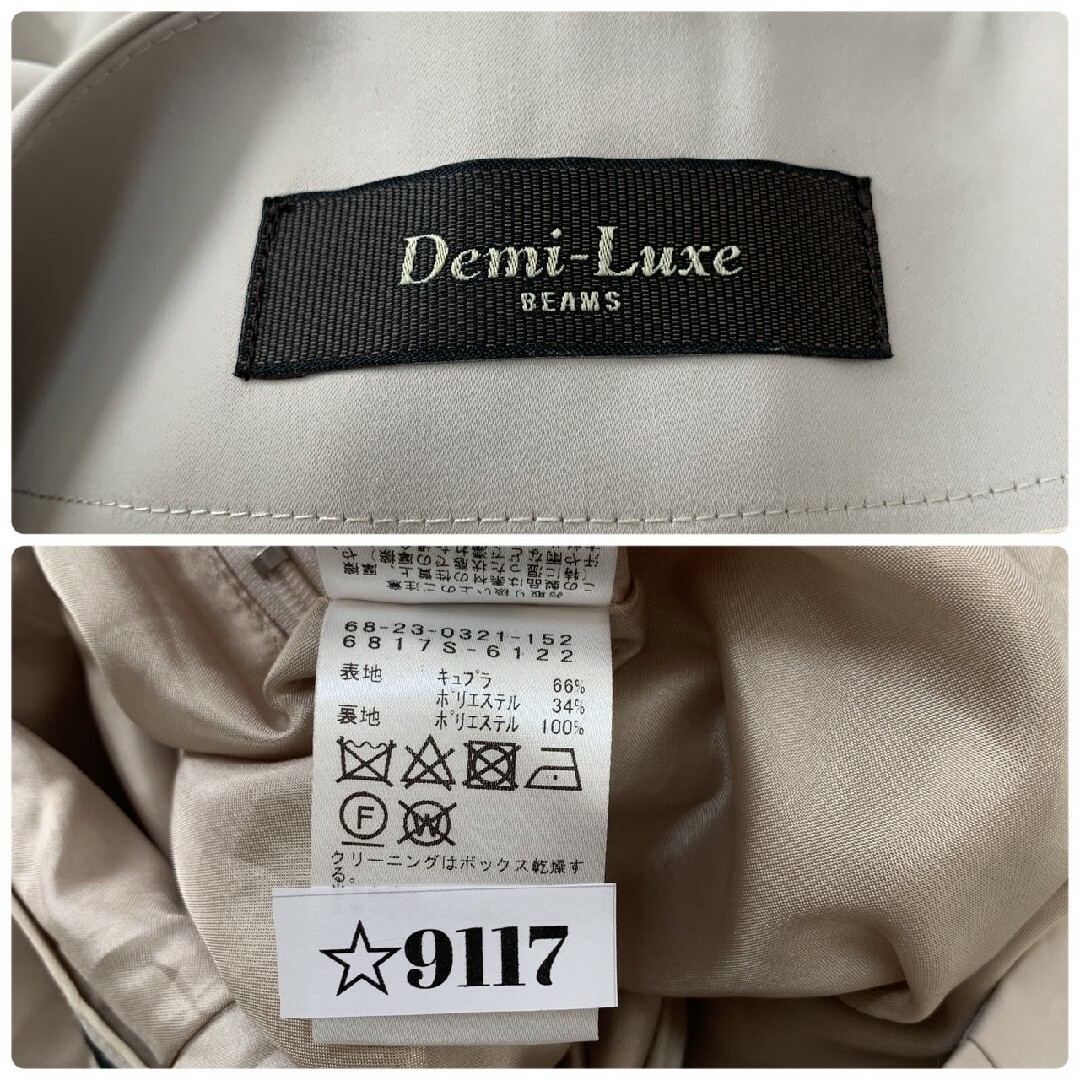 Demi-Luxe
BEAMS
68-23-0321-152
6817S-6122
表地 キュプラ 66%
ポリエステル 34%
裏地 ポリエステル 100%
F
W
クリーニングはボックス乾燥す
る。
☆9117